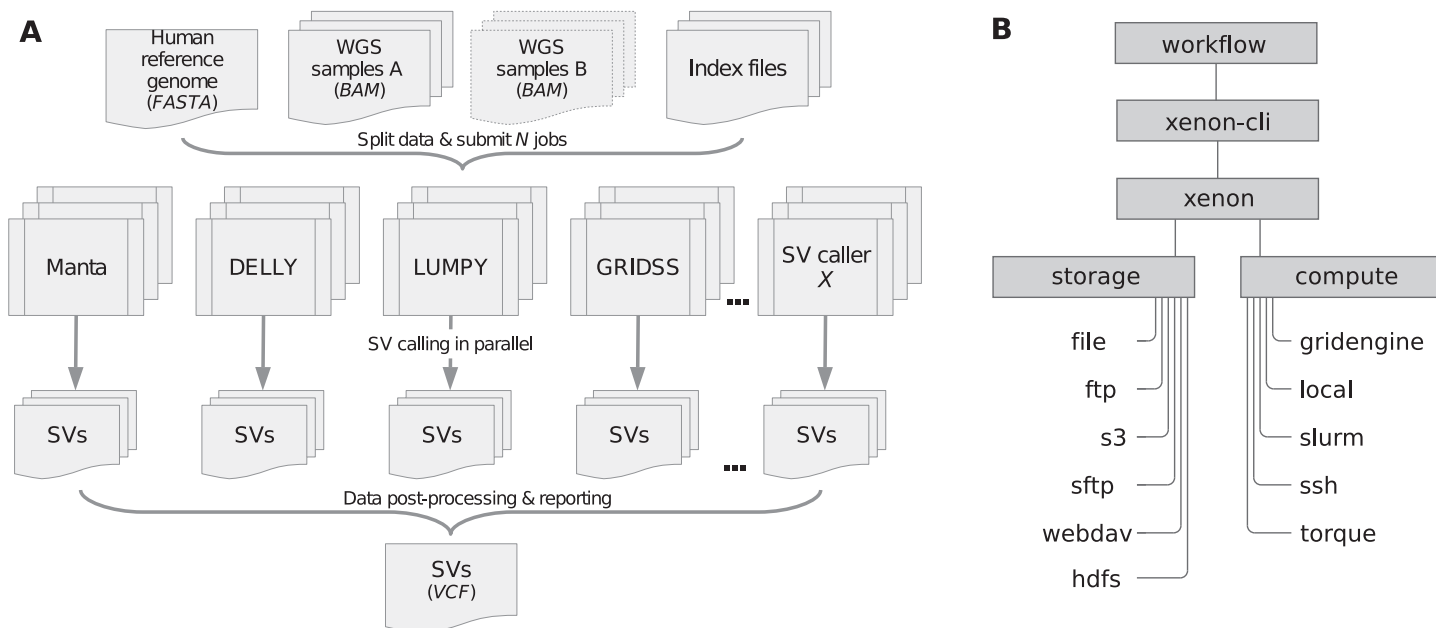 A
Human
reference
genome
(FASTA)
WGS
samples A
(BAM)
WGS
samples B
(BAM)
Index files
Split data & submit N jobs
Manta
DELLY
LUMPY
GRIDSS
...
SV caller
X
SV calling in parallel
SVs
SVs
SVs
SVs
...
SVs
Data post-processing & reporting
SVs
(VCF)
B
workflow
xenon-cli
xenon
storage
compute
file
ftp
s3
sftp
webdav
hdfs
gridengine
local
slurm
ssh
torque